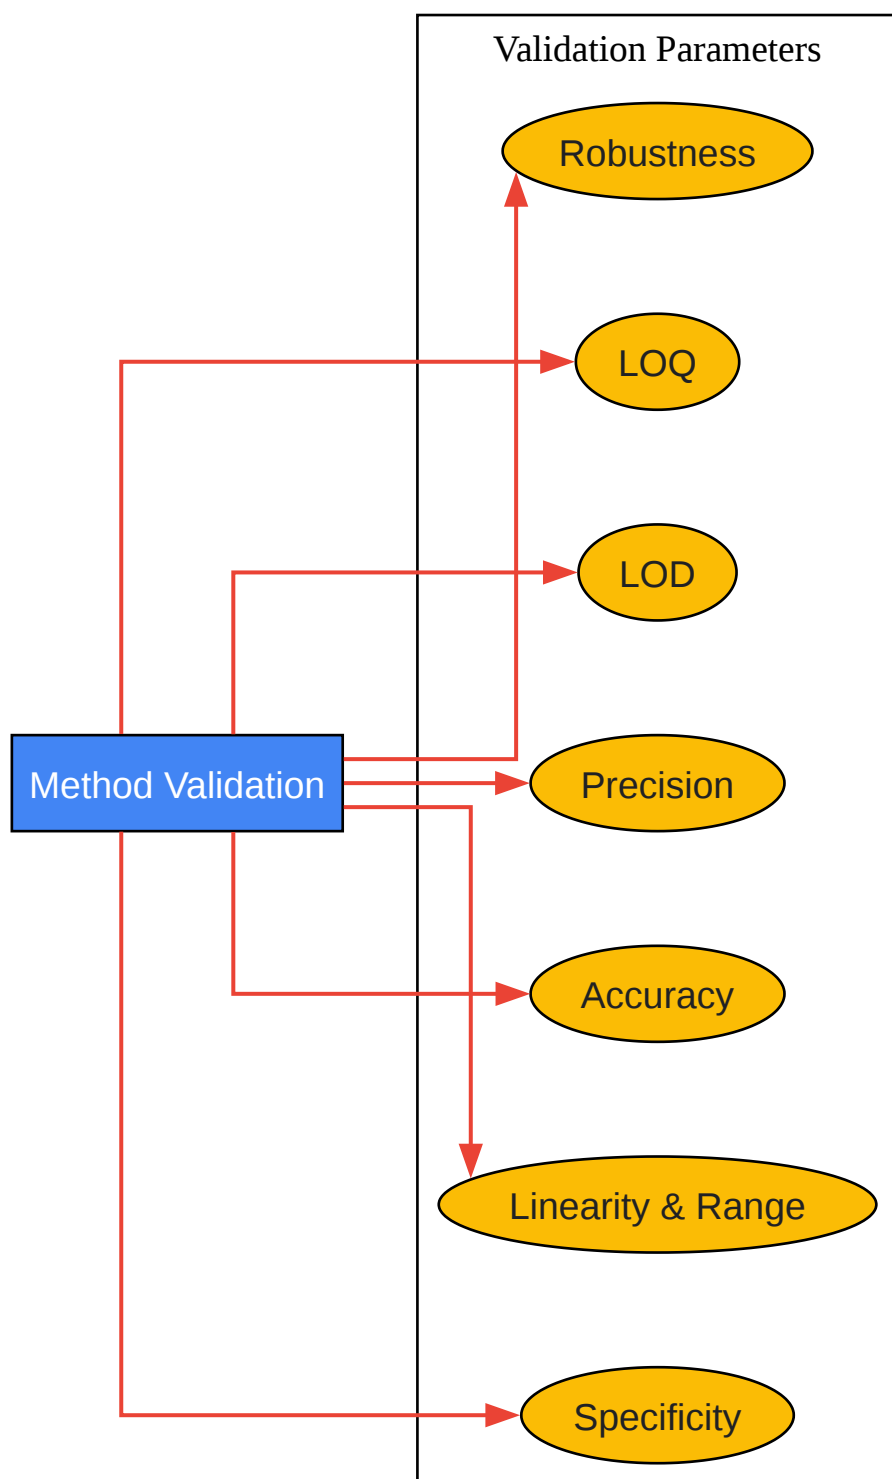 Validation Parameters
Robustness
LOQ
LOD
Method Validation
Precision
Accuracy
Linearity & Range
Specificity